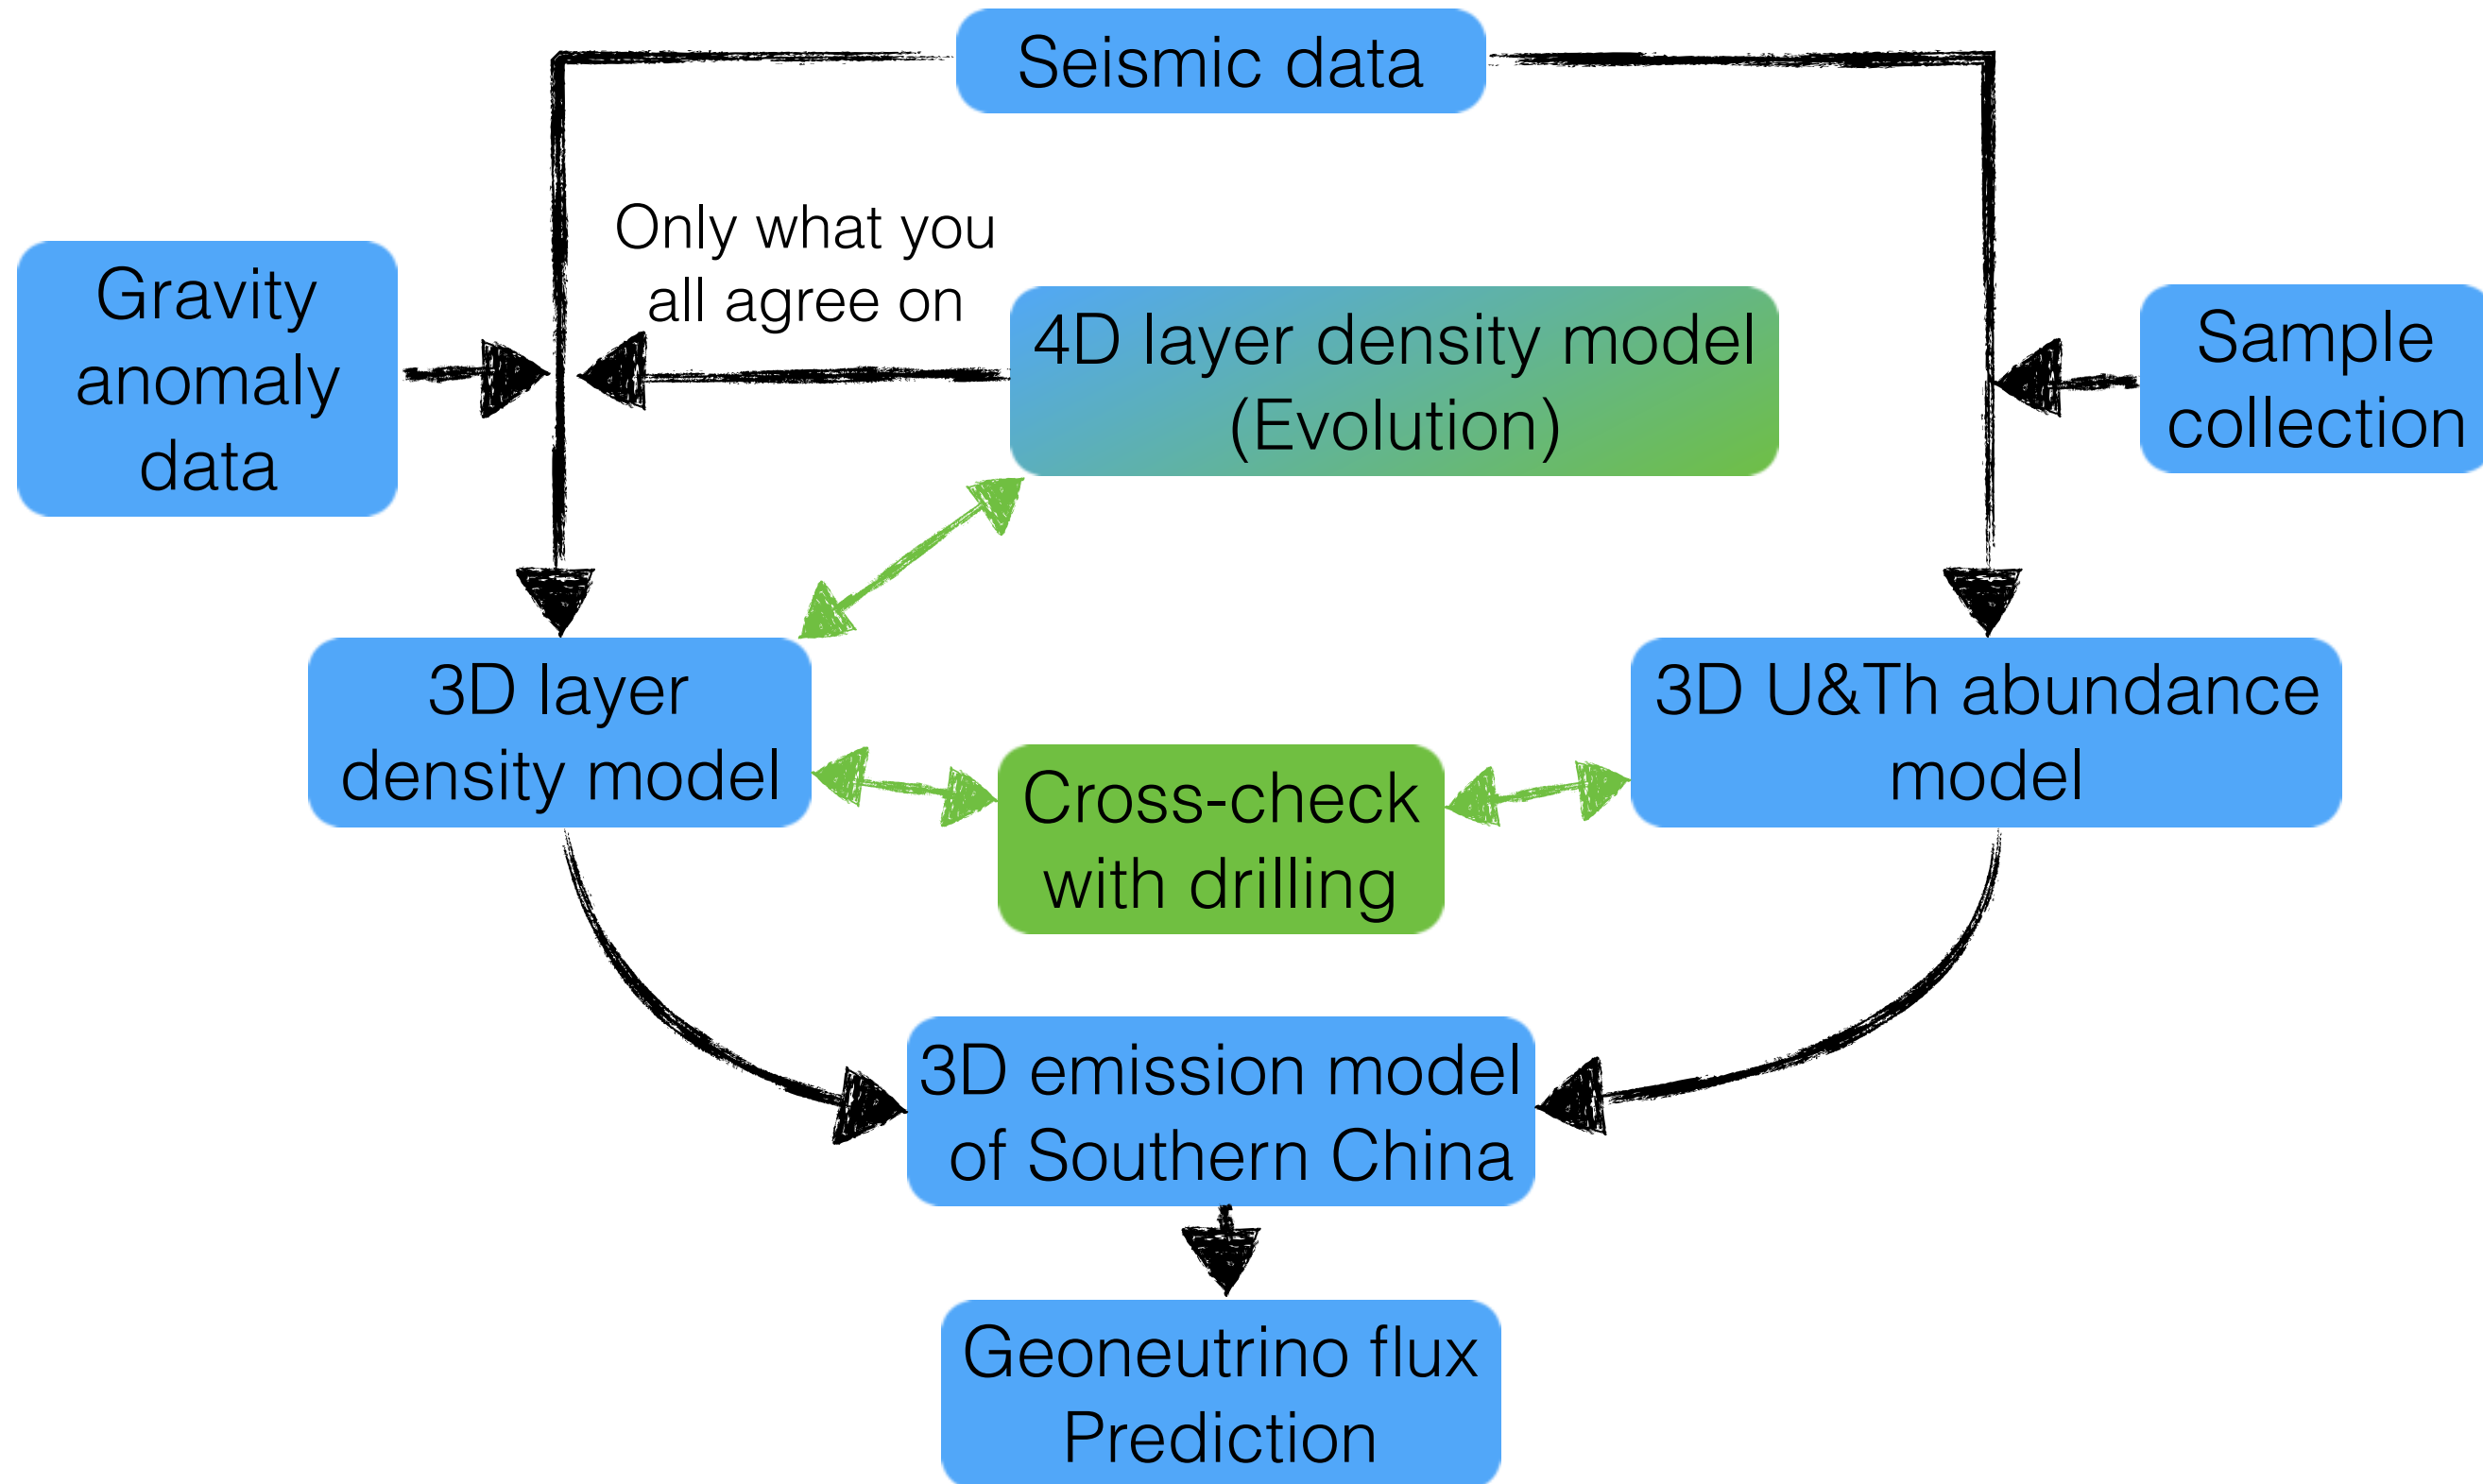 Seismic data
Only what you
all agree on
Gravity
anomaly
data
4D layer density model
(Evolution)
Sample
collection
3D layer
density model
3D U&Th abundance
model
Cross-check
with drilling
3D emission model
of Southern China
Geoneutrino flux
Prediction